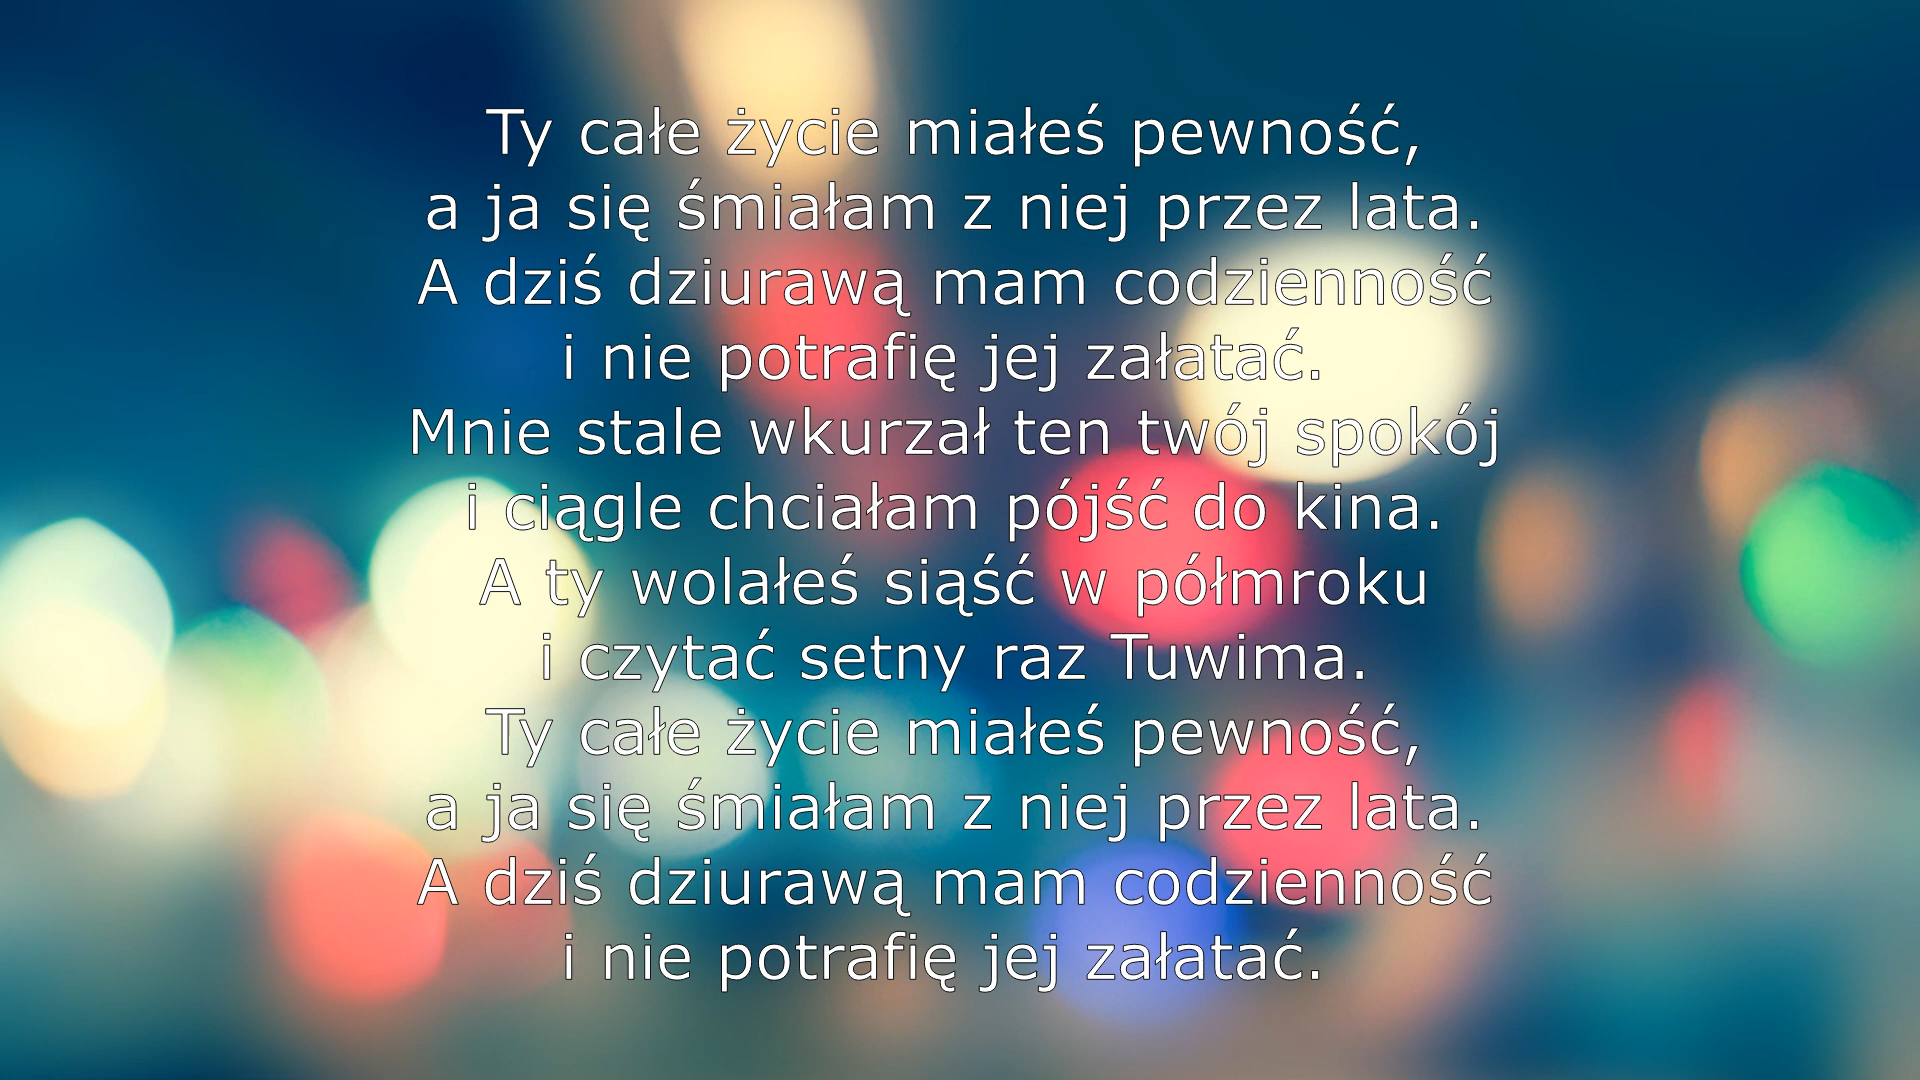 Ty całe życie miałeś pewność,
a ja się śmiałam z niej przez lata.
A dziś dziurawą mam codzienność
i nie potrafię jej załatać.
Mnie stale wkurzał ten twój spokój
i ciągle chciałam pójść do kina.
A ty wolałeś siąść w półmroku
i czytać setny raz Tuwima.
Ty całe życie miałeś pewność,
a ja się śmiałam z niej przez lata.
A dziś dziurawą mam codzienność
i nie potrafię jej załatać.